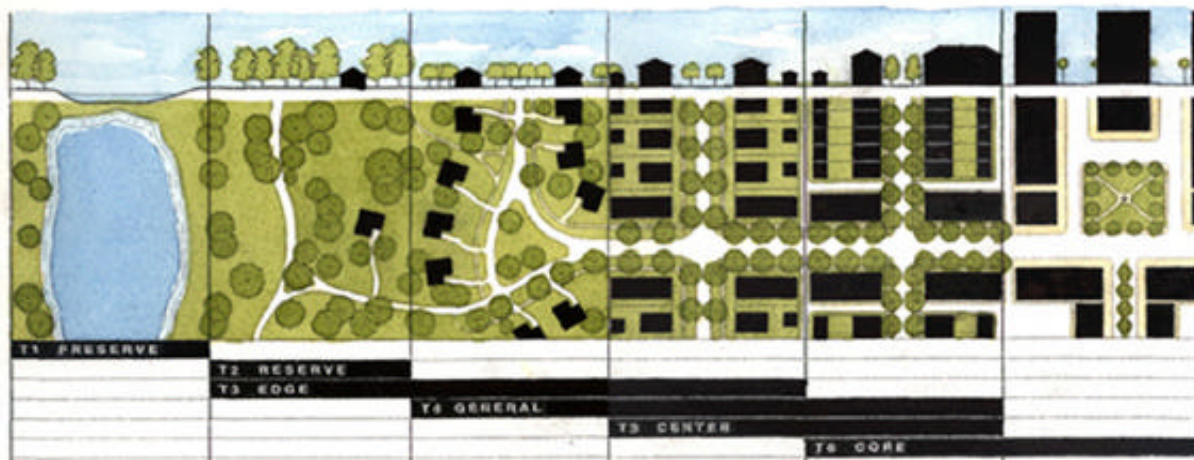 T1 PRESERVE
T2 RESERVE
T3 EDGE
T4 GENERAL
T5 CENTER
T6 CORE